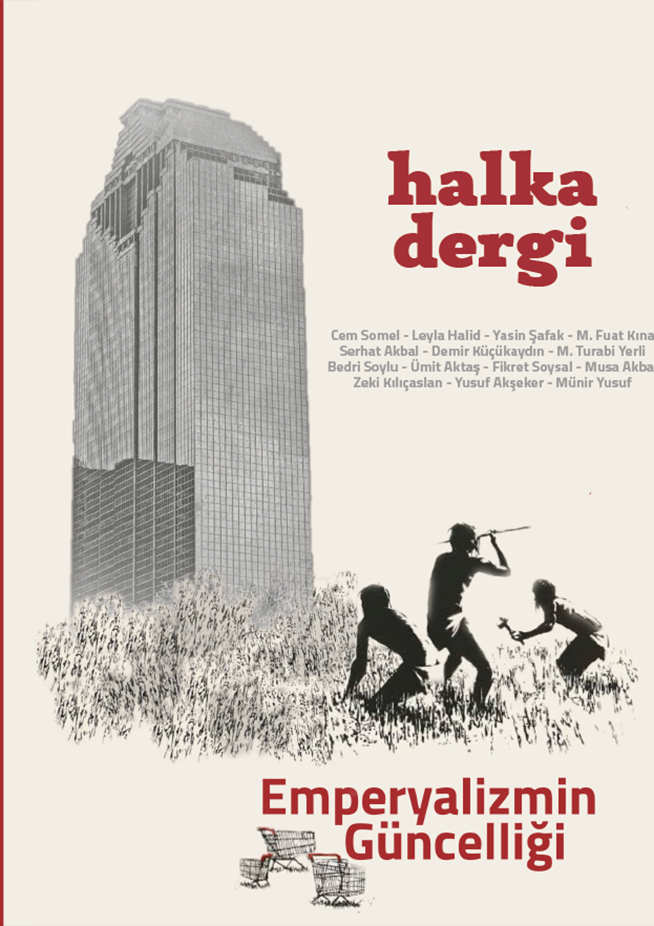 halka
dergi
Cem Somel - Leyla Halid - Yasin Şafak - M. Fuat Kına
Serhat Akbal - Demir Küçükaydın - M. Turabi Yerli
Bedri Soylu - Ümit Aktaş - Fikret Soysal - Musa Akba
Zeki Kılıçaslan - Yusuf Akşeker - Münir Yusuf
Emperyalizmin
Güncelliği